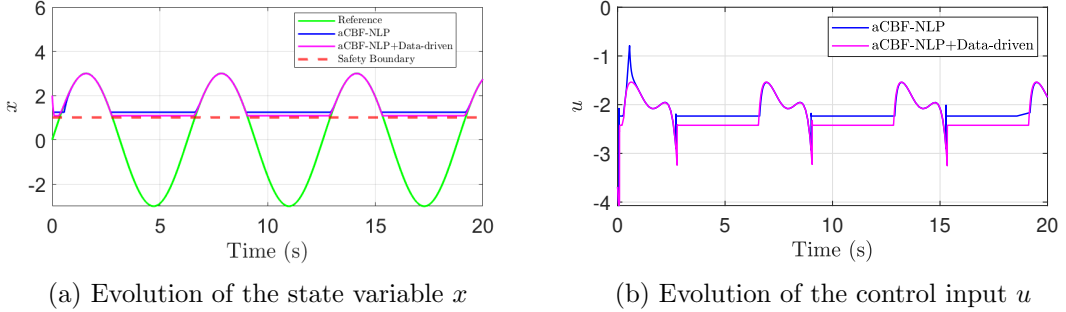 6
4
2
0
-2
x
0
5
10
15
20
Time (s)
Reference
aCBF-NLP
aCBF-NLP+Data-driven
Safety Boundary
(a) Evolution of the state variable x
-0
-1
-2
-3
-4
u
0
5
10
15
20
Time (s)
aCBF-NLP
aCBF-NLP+Data-driven
(b) Evolution of the control input u